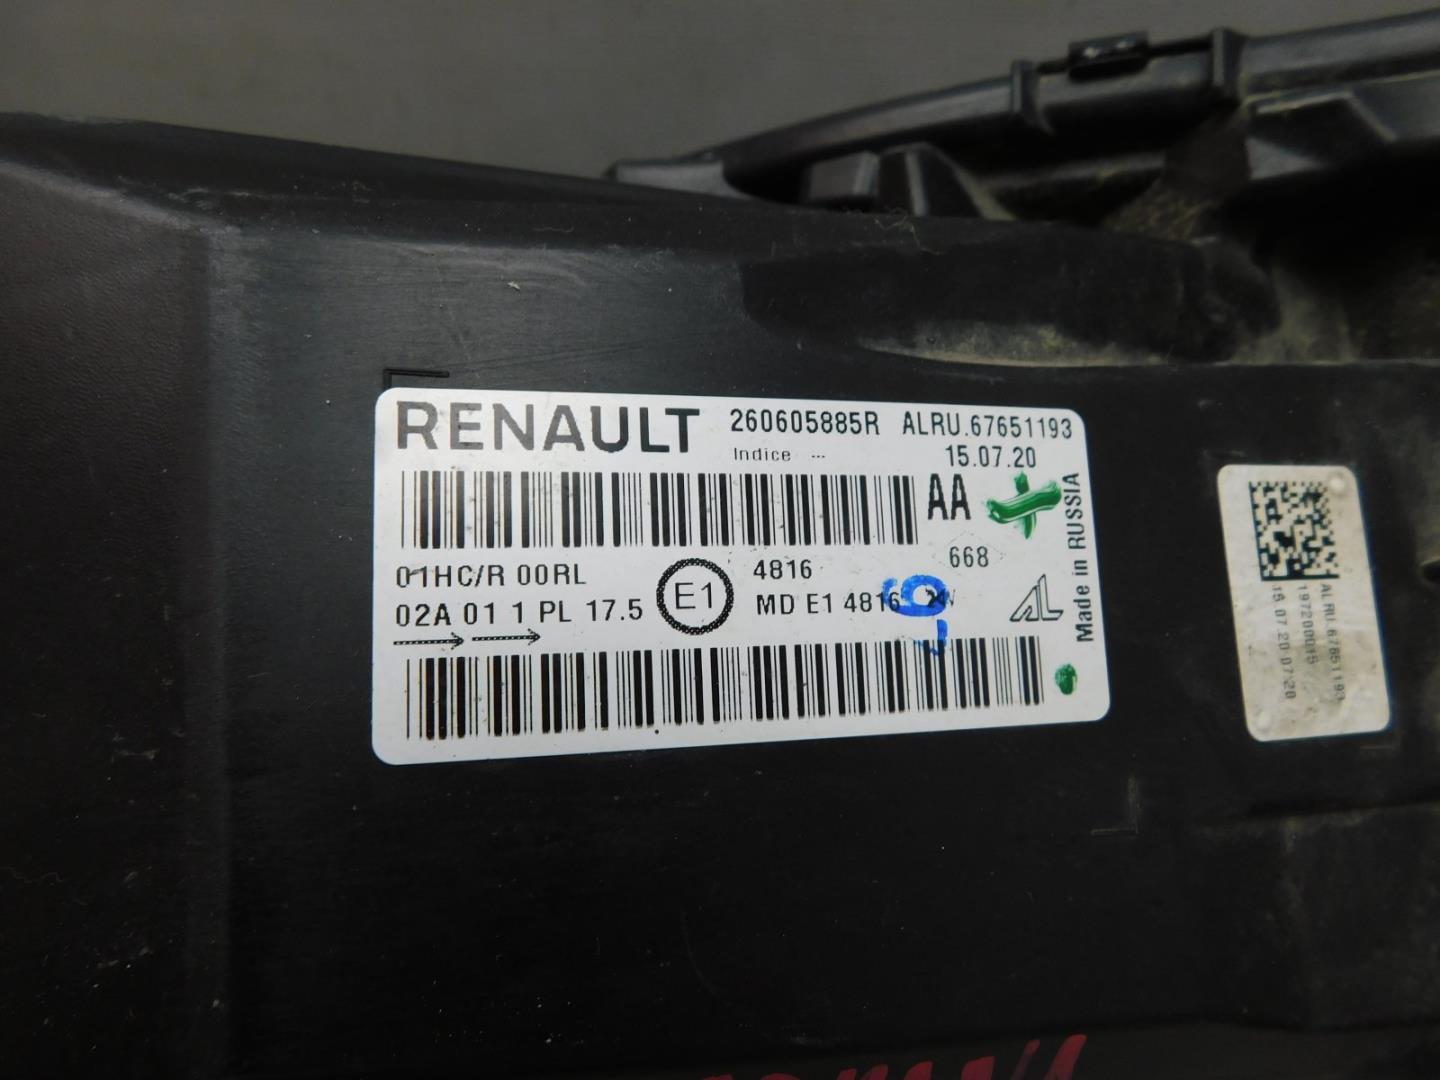 RENAULT 260605885R ALRU.67651193
Indice --- 15.07.20
AA
668
01HC/R 00RL E1 4816
02A 01 1 PL 17.5 MD E1 4816
AL
Made in RUSSIA
ALRU.67651193
15.07.20 07:20